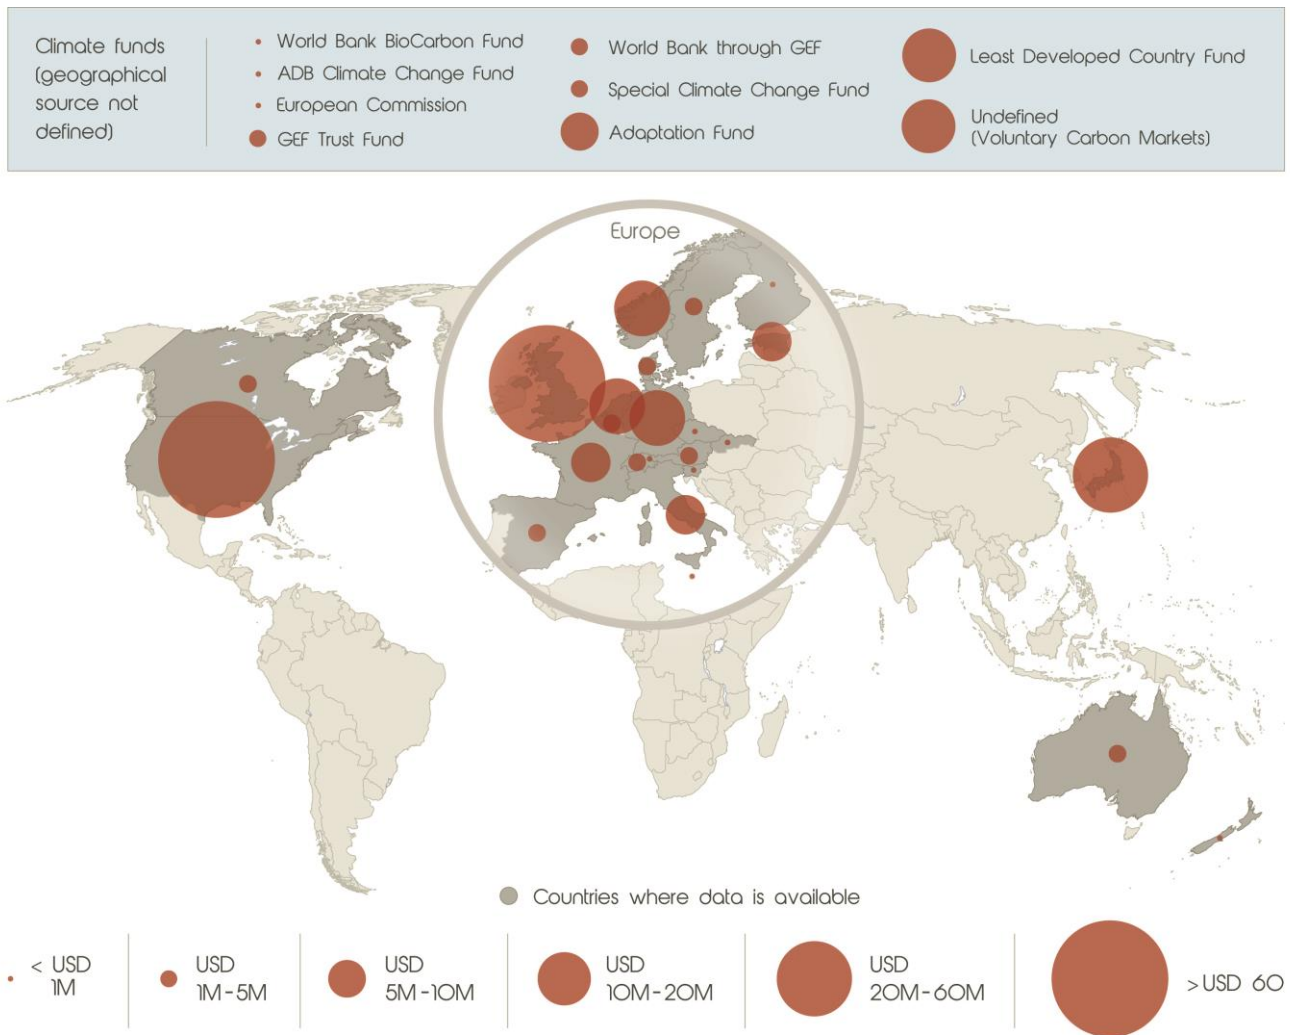 Climate funds
(geographical
source not
defined)
World Bank BioCarbon Fund
ADB Climate Change Fund
European Commission
GEF Trust Fund
World Bank through GEF
Special Climate Change Fund
Adaptation Fund
Least Developed Country Fund
Undefined
(Voluntary Carbon Markets)
Europe
Countries where data is available
< USD
1M
USD
1M-5M
USD
5M-10M
USD
10M-20M
USD
20M-60M
> USD 60